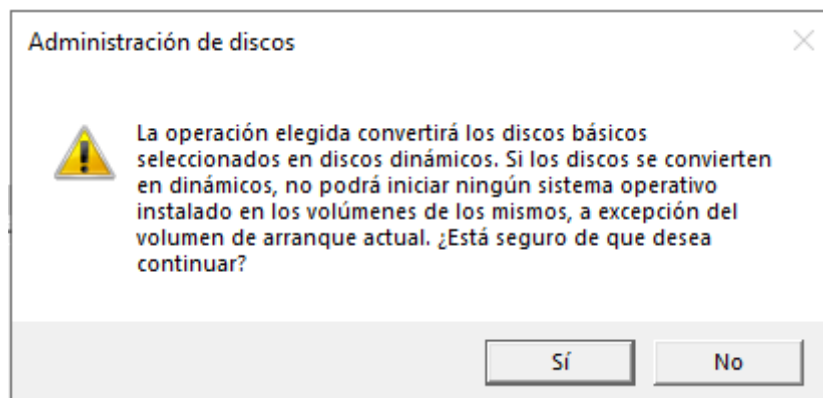 Administración de discos
La operación elegida convertirá los discos básicos
seleccionados en discos dinámicos. Si los discos se convierten
en dinámicos, no podrá iniciar ningún sistema operativo
instalado en los volúmenes de los mismos, a excepción del
volumen de arranque actual. ¿Está seguro de que desea
continuar?
Sí
No